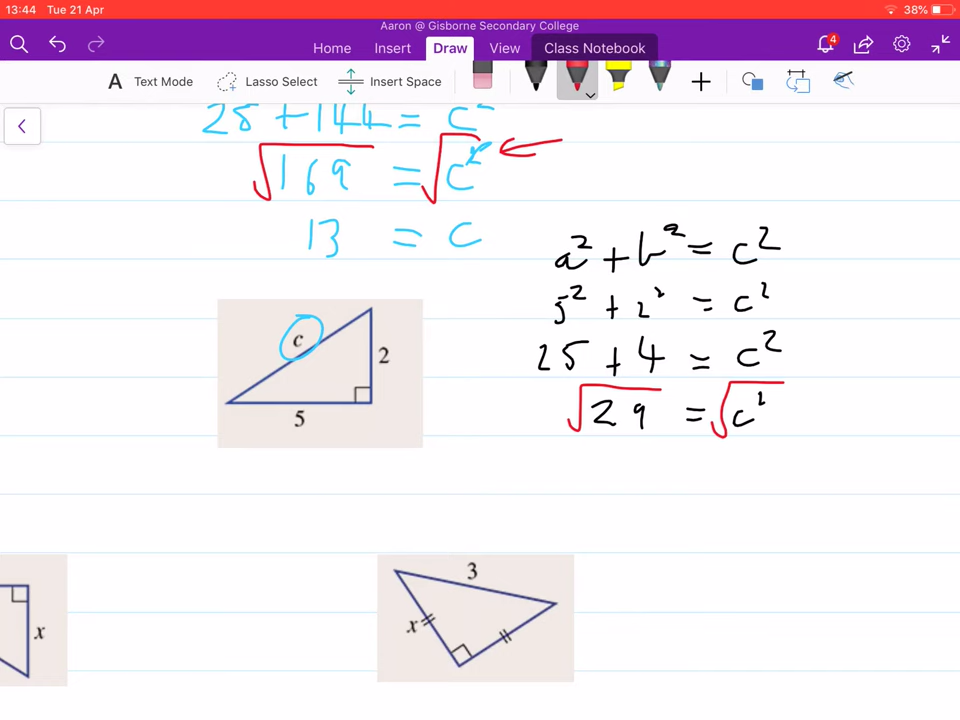 13:44 Tue 21 Apr 38%
Aaron @ Gisborne Secondary College
Home Insert Draw View Class Notebook 4
A Text Mode Lasso Select Insert Space
25 + 144 = c²
√169 = √c²
13 = c
a² + b² = c²
5² + 2² = c²
25 + 4 = c²
√29 = √c²
c
2
5
x
3
x